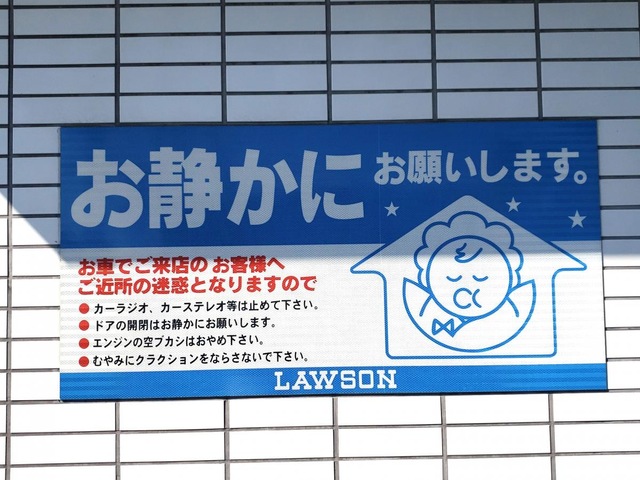 お静かに お願いします。
お車でご来店の お客様へ
ご近所の迷惑となりますので
●カーラジオ、カーステレオ等は止めて下さい。
●ドアの開閉はお静かにお願いします。
●エンジンの空ブカシはおやめ下さい。
●むやみにクラクションをならさないで下さい。
LAWSON